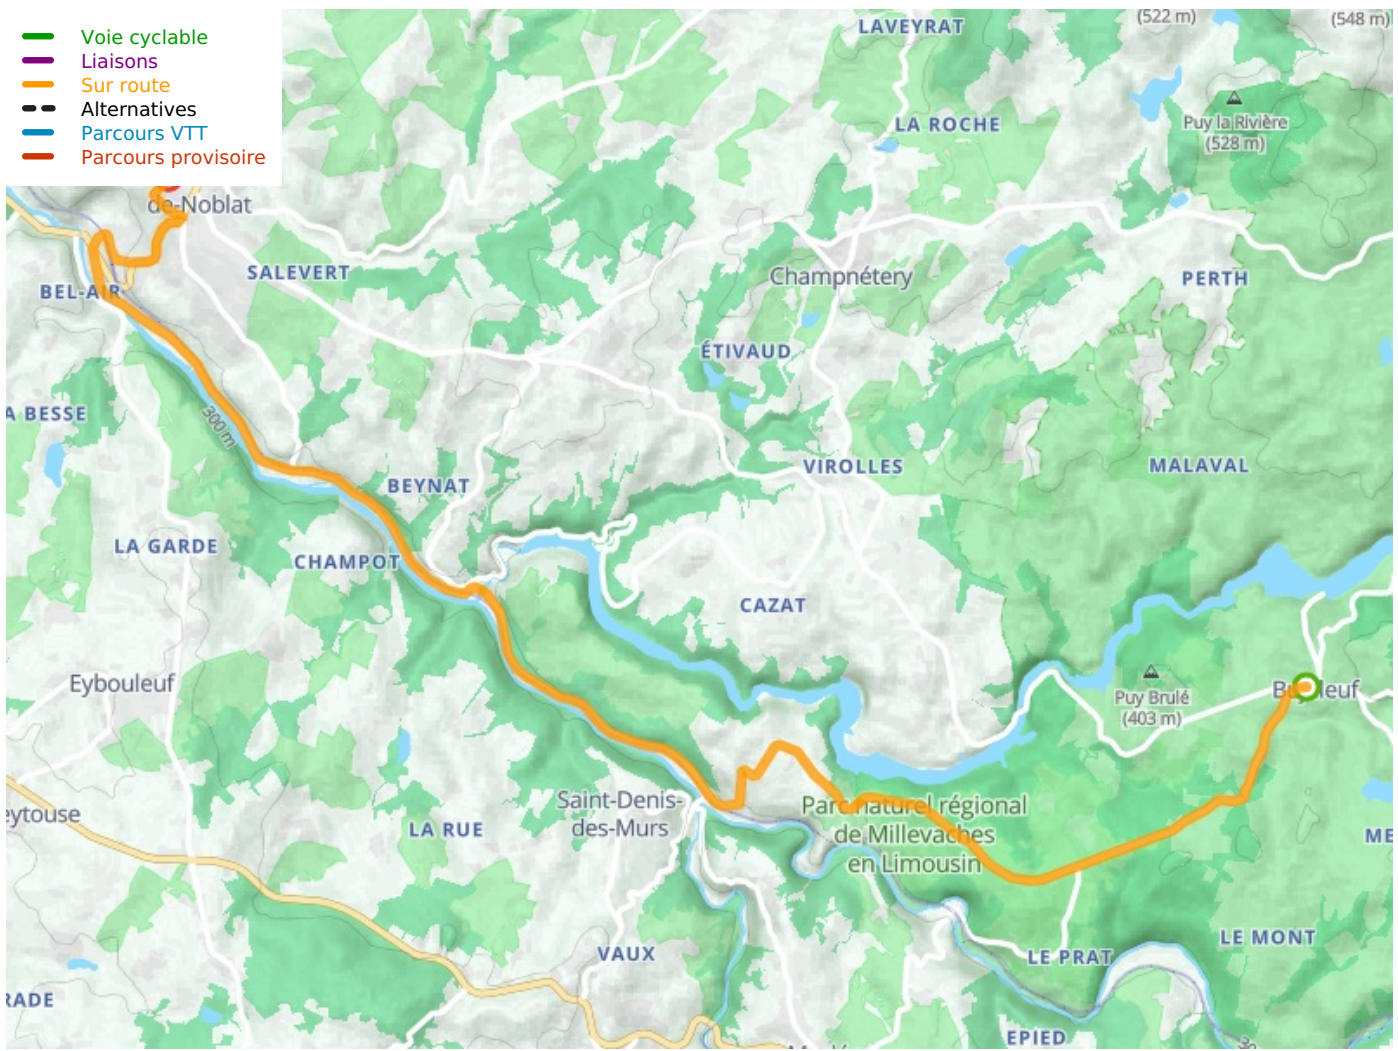 Voie cyclable
Liaisons
Sur route
Alternatives
Parcours VTT
Parcours provisoire
(522 m)
(548 m)
LAVEYRAT
LA ROCHE
Puy la Rivière
(528 m)
de-Noblat
SALEVERT
Champnétery
PERTH
BEL-AIR
ÉTIVAUD
A BESSE
300 m
BEYNAT
VIROLLES
MALAVAL
LA GARDE
CHAMPOT
CAZAT
Eybouleuf
Puy Brulé
(403 m)
Saint-Denis-
des-Murs
Parc naturel régional
de Millevaches
en Limousin
eytouse
LA RUE
ME
VAUX
LE PRAT
LE MONT
RADE
EPIED